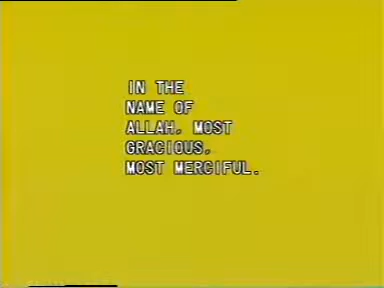 IN THE
NAME OF
ALLAH, MOST
GRACIOUS,
MOST MERCIFUL.